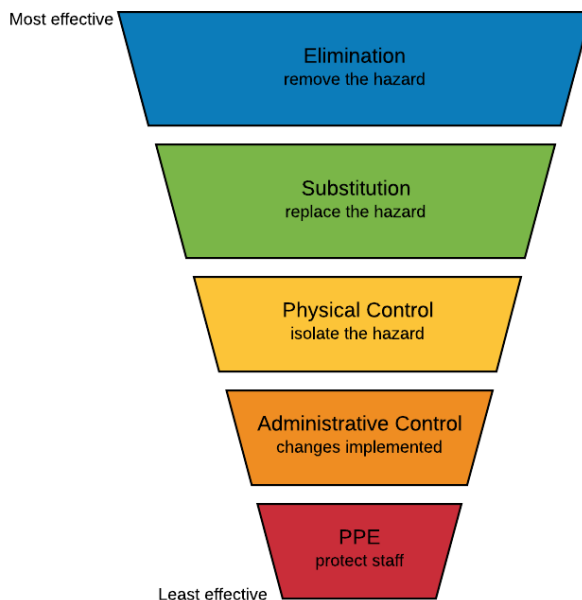 Most effective
Elimination
remove the hazard
Substitution
replace the hazard
Physical Control
isolate the hazard
Administrative Control
changes implemented
PPE
protect staff
Least effective